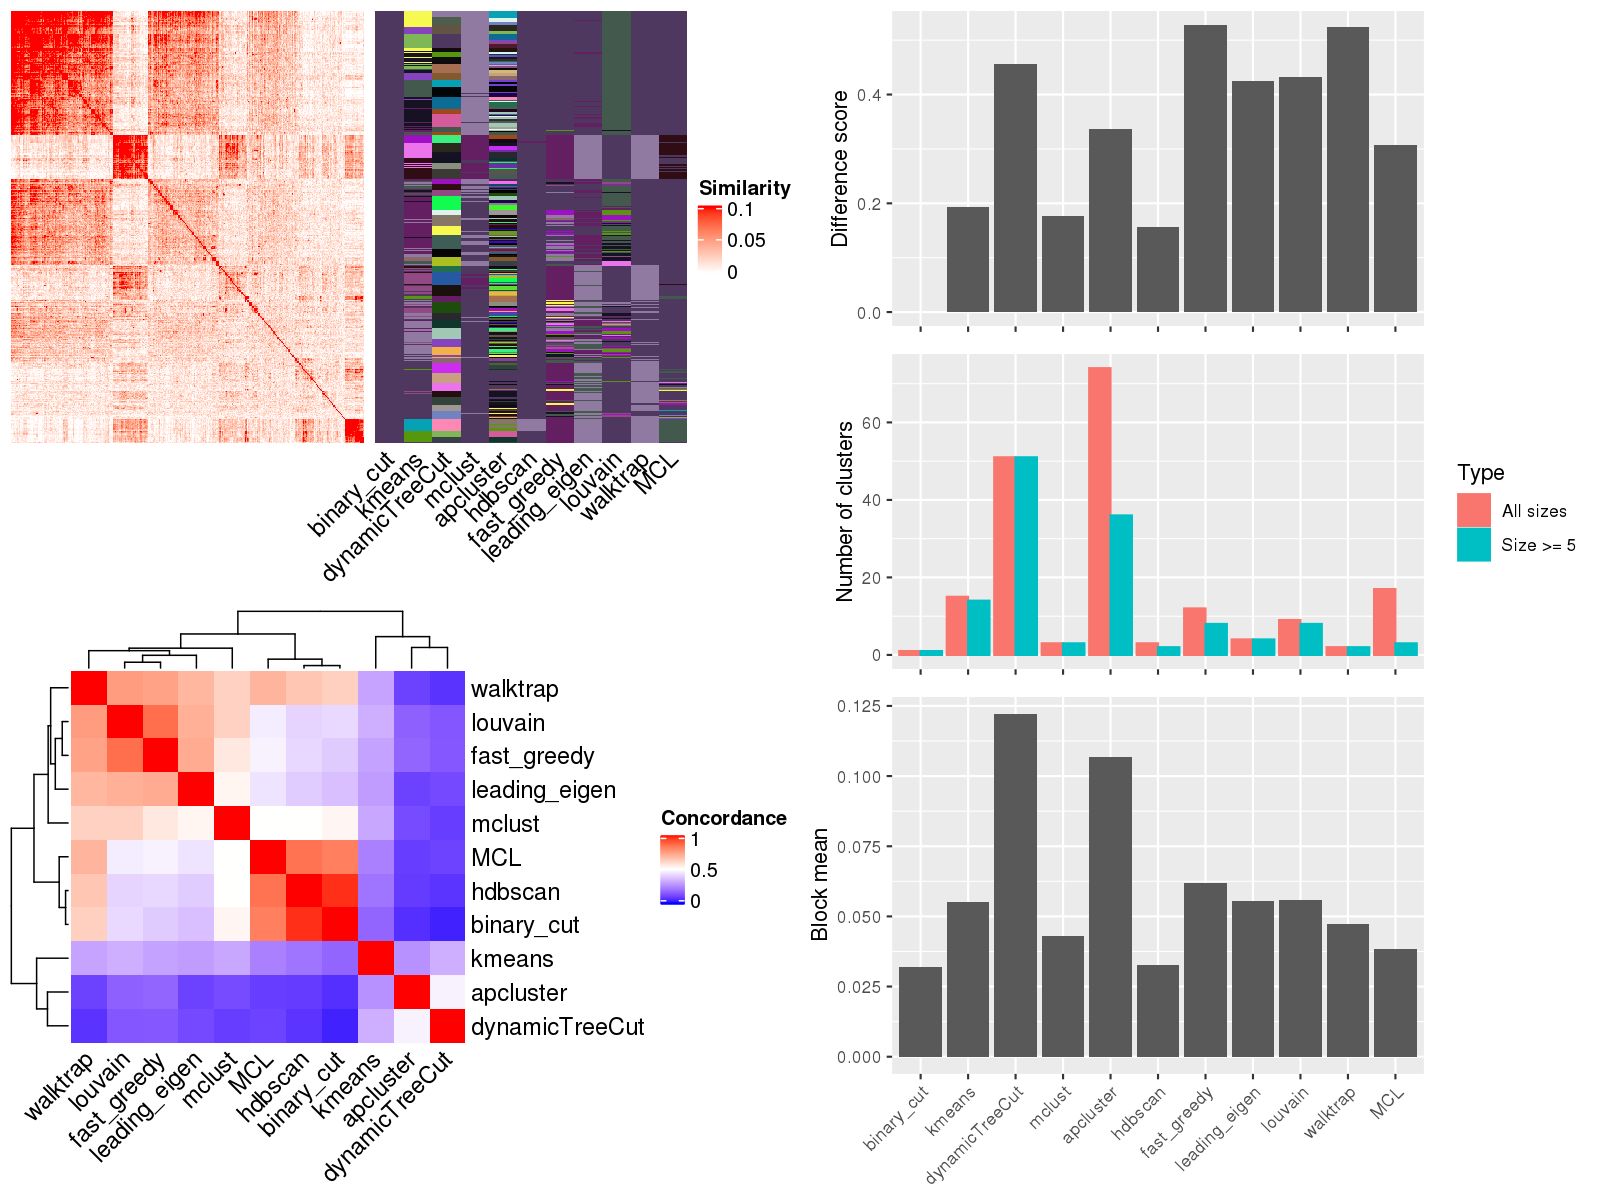 Similarity
0.1
0.05
0
binary_cut
kmeans
dynamicTreeCut
mclust
apcluster
hdbscan
fast_greedy
leading_eigen
louvain
walktrap
MCL
walktrap
louvain
fast_greedy
leading_eigen
mclust
MCL
hdbscan
binary_cut
kmeans
apcluster
dynamicTreeCut
Concordance
1
0.5
0
walktrap
louvain
fast_greedy
leading_eigen
mclust
MCL
hdbscan
binary_cut
kmeans
apcluster
dynamicTreeCut
Difference score
0.4
0.2
0.0
Number of clusters
60
40
20
0
Type
All sizes
Size >= 5
Block mean
0.125
0.100
0.075
0.050
0.025
0.000
binary_cut
kmeans
dynamicTreeCut
mclust
apcluster
hdbscan
fast_greedy
leading_eigen
louvain
walktrap
MCL